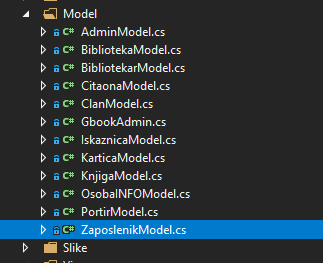 Model
C# AdminModel.cs
C# BibliotekaModel.cs
C# BibliotekarModel.cs
C# CitaonaModel.cs
C# ClanModel.cs
C# GbookAdmin.cs
C# IskaznicaModel.cs
C# KarticaModel.cs
C# KnjigaModel.cs
C# OsobaINFOModel.cs
C# PortirModel.cs
C# ZaposlenikModel.cs
Slike